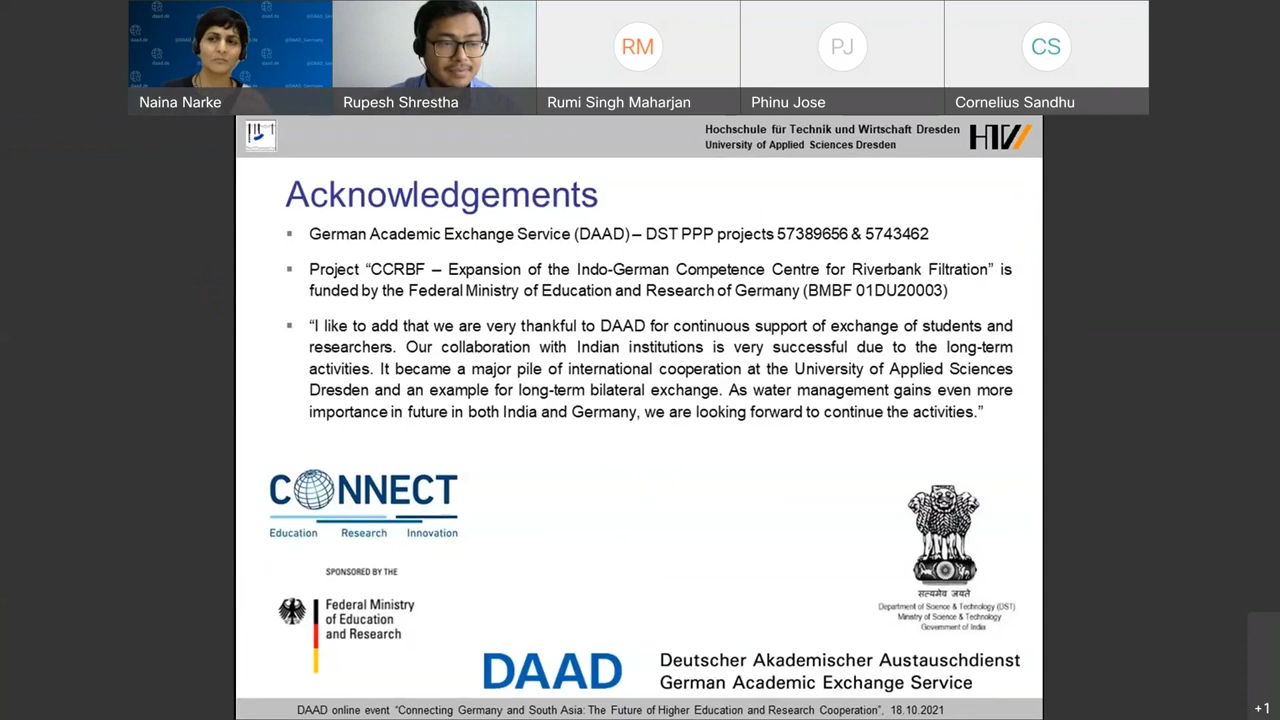 daad.de
@DAAD_Germany
Naina Narke
Rupesh Shrestha
RM
Rumi Singh Maharjan
PJ
Phinu Jose
CS
Cornelius Sandhu
Hochschule für Technik und Wirtschaft Dresden
University of Applied Sciences Dresden
HTW
Acknowledgements
German Academic Exchange Service (DAAD) – DST PPP projects 57389656 & 5743462
Project “CCRBF – Expansion of the Indo-German Competence Centre for Riverbank Filtration” is
funded by the Federal Ministry of Education and Research of Germany (BMBF 01DU20003)
“I like to add that we are very thankful to DAAD for continuous support of exchange of students and
researchers. Our collaboration with Indian institutions is very successful due to the long-term
activities. It became a major pile of international cooperation at the University of Applied Sciences
Dresden and an example for long-term bilateral exchange. As water management gains even more
importance in future in both India and Germany, we are looking forward to continue the activities.”
CONNECT
Education Research Innovation
SPONSORED BY THE
Federal Ministry
of Education
and Research
सत्यमेव जयते
Department of Science & Technology (DST)
Ministry of Science & Technology
Government of India
DAAD
Deutscher Akademischer Austauschdienst
German Academic Exchange Service
DAAD online event “Connecting Germany and South Asia: The Future of Higher Education and Research Cooperation”, 18.10.2021
+1